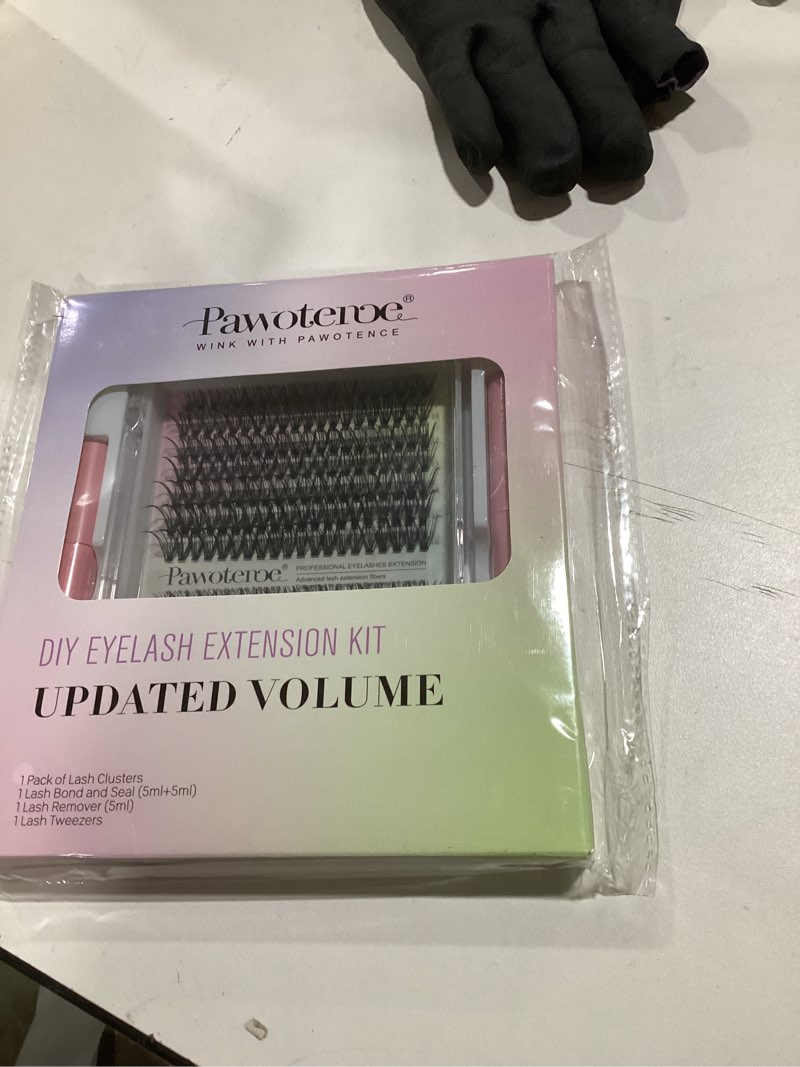 Pawotence®
WINK WITH PAWOTENCE
Pawotence®
PROFESSIONAL EYELASHES EXTENSION
Advanced lash extension fibers
DIY EYELASH EXTENSION KIT
UPDATED VOLUME
1 Pack of Lash Clusters
1 Lash Bond and Seal (5ml+5ml)
1 Lash Remover (5ml)
1 Lash Tweezers